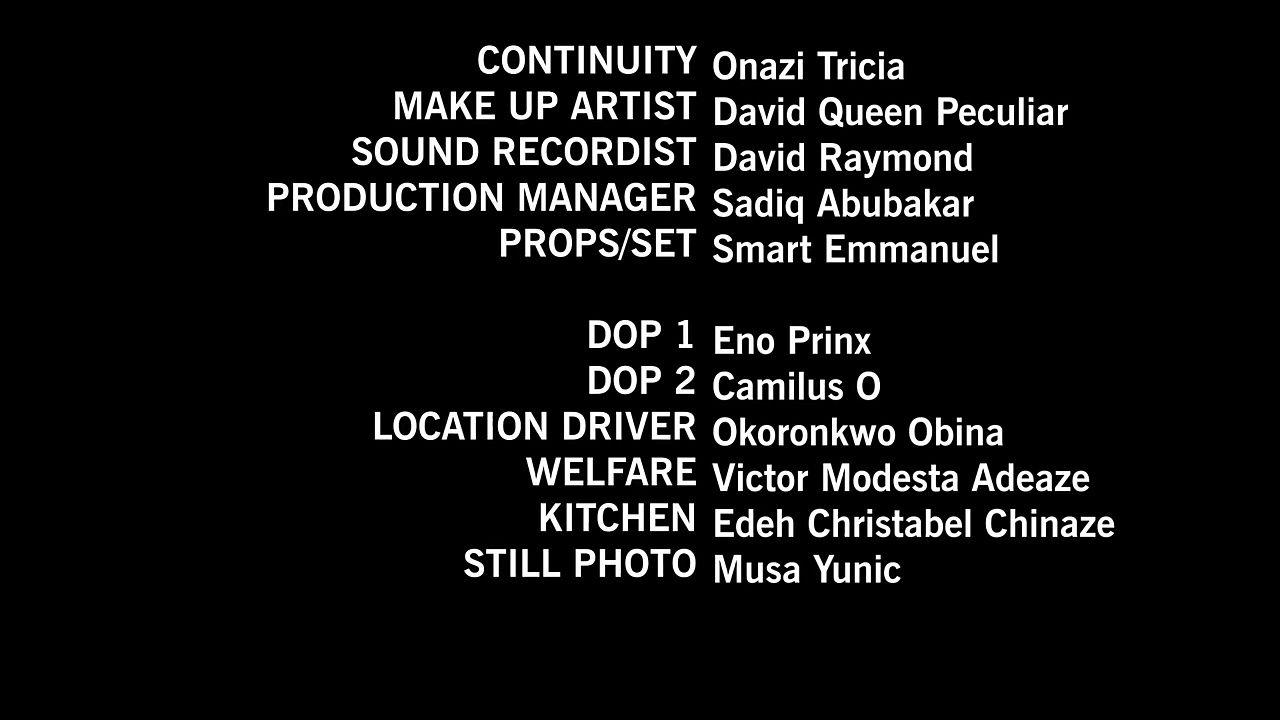 CONTINUITY Onazi Tricia
MAKE UP ARTIST David Queen Peculiar
SOUND RECORDIST David Raymond
PRODUCTION MANAGER Sadiq Abubakar
PROPS/SET Smart Emmanuel
DOP 1 Eno Prinx
DOP 2 Camilus O
LOCATION DRIVER Okoronkwo Obina
WELFARE Victor Modesta Adeaze
KITCHEN Edeh Christabel Chinaze
STILL PHOTO Musa Yunic